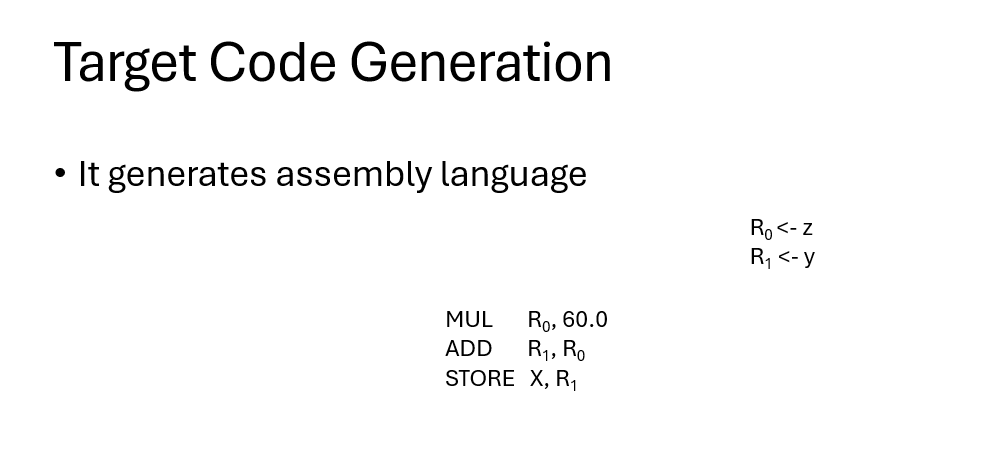 Target Code Generation
• It generates assembly language
R₀ <- z
R₁ <- y
MUL R₀, 60.0
ADD R₁, R₀
STORE X, R₁